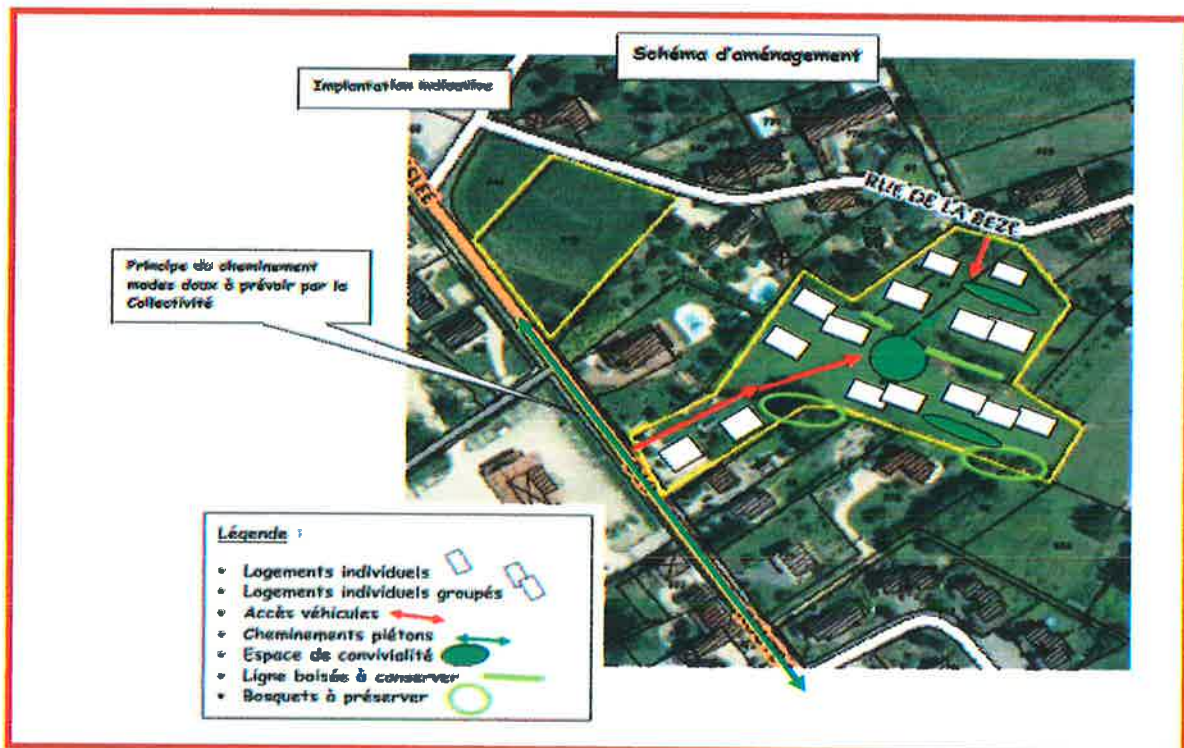 Schéma d'aménagement
Implantation indicative
RUE DE LA BEZE
Principe du cheminement
modes doux à prévoir par la
Collectivité
Légende :
• Logements individuels
• Logements individuels groupés
• Accès véhicules
• Cheminements piétons
• Espace de convivialité
• Ligne boisée à conserver
• Bosquets à préserver